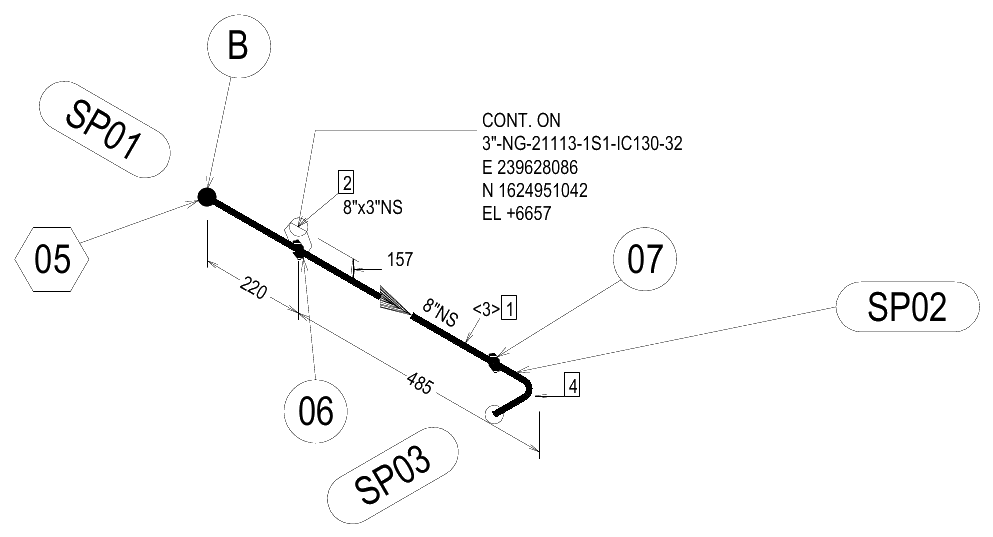 B
SP01
CONT. ON
3"-NG-21113-1S1-IC130-32
E 239628086
N 1624951042
EL +6657
2
8"x3"NS
05
157
07
220
8"NS
<3> 1
SP02
485
4
06
SP03